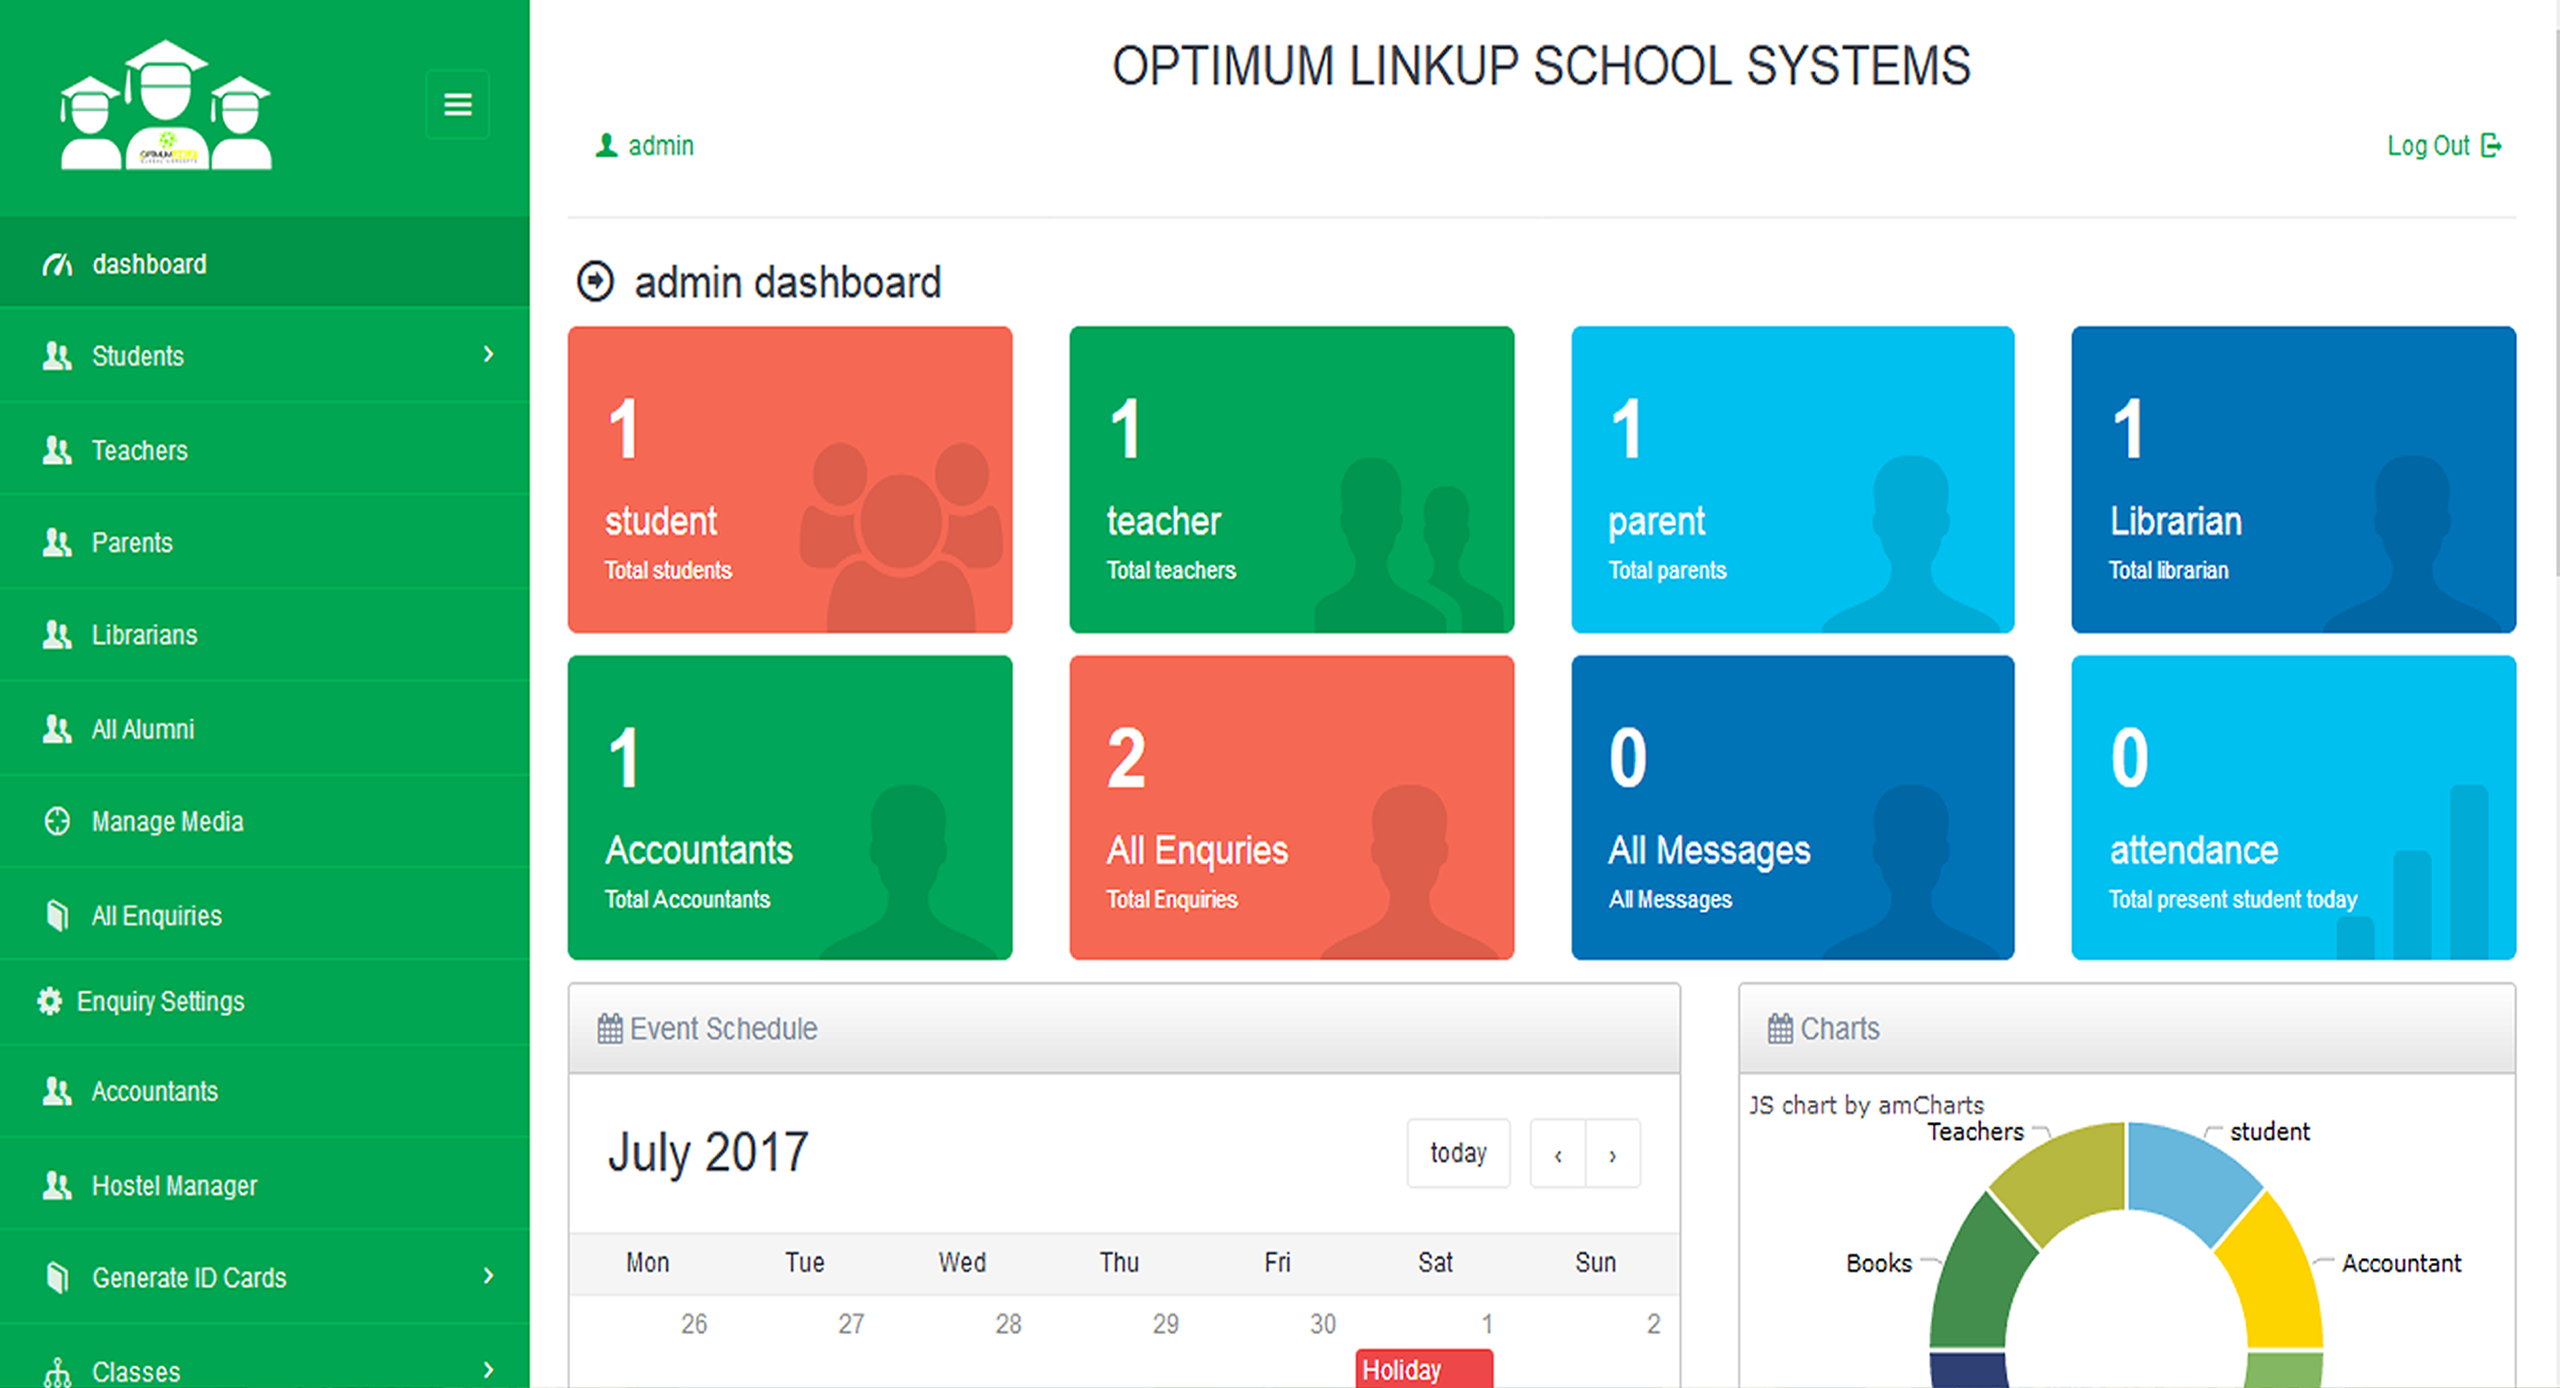 OPTIMUM LINKUP SCHOOL SYSTEMS
admin
Log Out
dashboard
Students
Teachers
Parents
Librarians
All Alumni
Manage Media
All Enquiries
Enquiry Settings
Accountants
Hostel Manager
Generate ID Cards
Classes
admin dashboard
1
student
Total students
1
teacher
Total teachers
1
parent
Total parents
1
Librarian
Total librarian
1
Accountants
Total Accountants
2
All Enquries
Total Enquiries
0
All Messages
All Messages
0
attendance
Total present student today
Event Schedule
July 2017
today
‹ ›
Mon Tue Wed Thu Fri Sat Sun
26 27 28 29 30 1 2
Holiday
Charts
JS chart by amCharts
Teachers
student
Books
Accountant